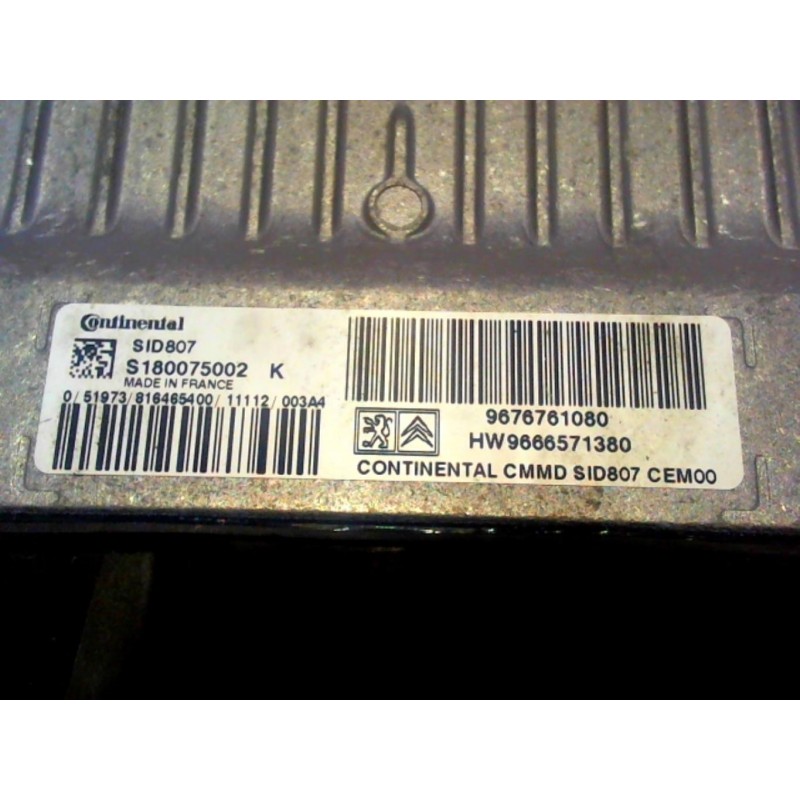 Continental
SID807
S180075002 K
MADE IN FRANCE
0/51973/816465400/11112/003A4
9676761080
HW9666571380
CONTINENTAL CMMD SID807 CEM00